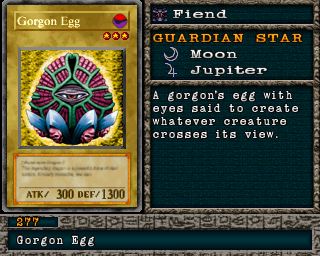 Gorgon Egg
Fiend
GUARDIAN STAR
Moon
Jupiter
A gorgon's egg with
eyes said to create
whatever creature
crosses its view.
ATK/ 300 DEF/1300
277
Gorgon Egg